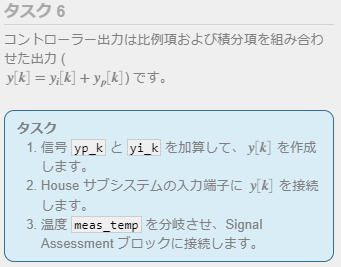 タスク 6
コントローラー出力は比例項および積分項を組み合わ
せた出力 (
y[k] = yi[k] + yp[k]) です。
タスク
1. 信号 yp_k と yi_k を加算して、 y[k] を作成
します。
2. House サブシステムの入力端子に y[k] を接続
します。
3. 温度 meas_temp を分岐させ、Signal
Assessment ブロックに接続します。